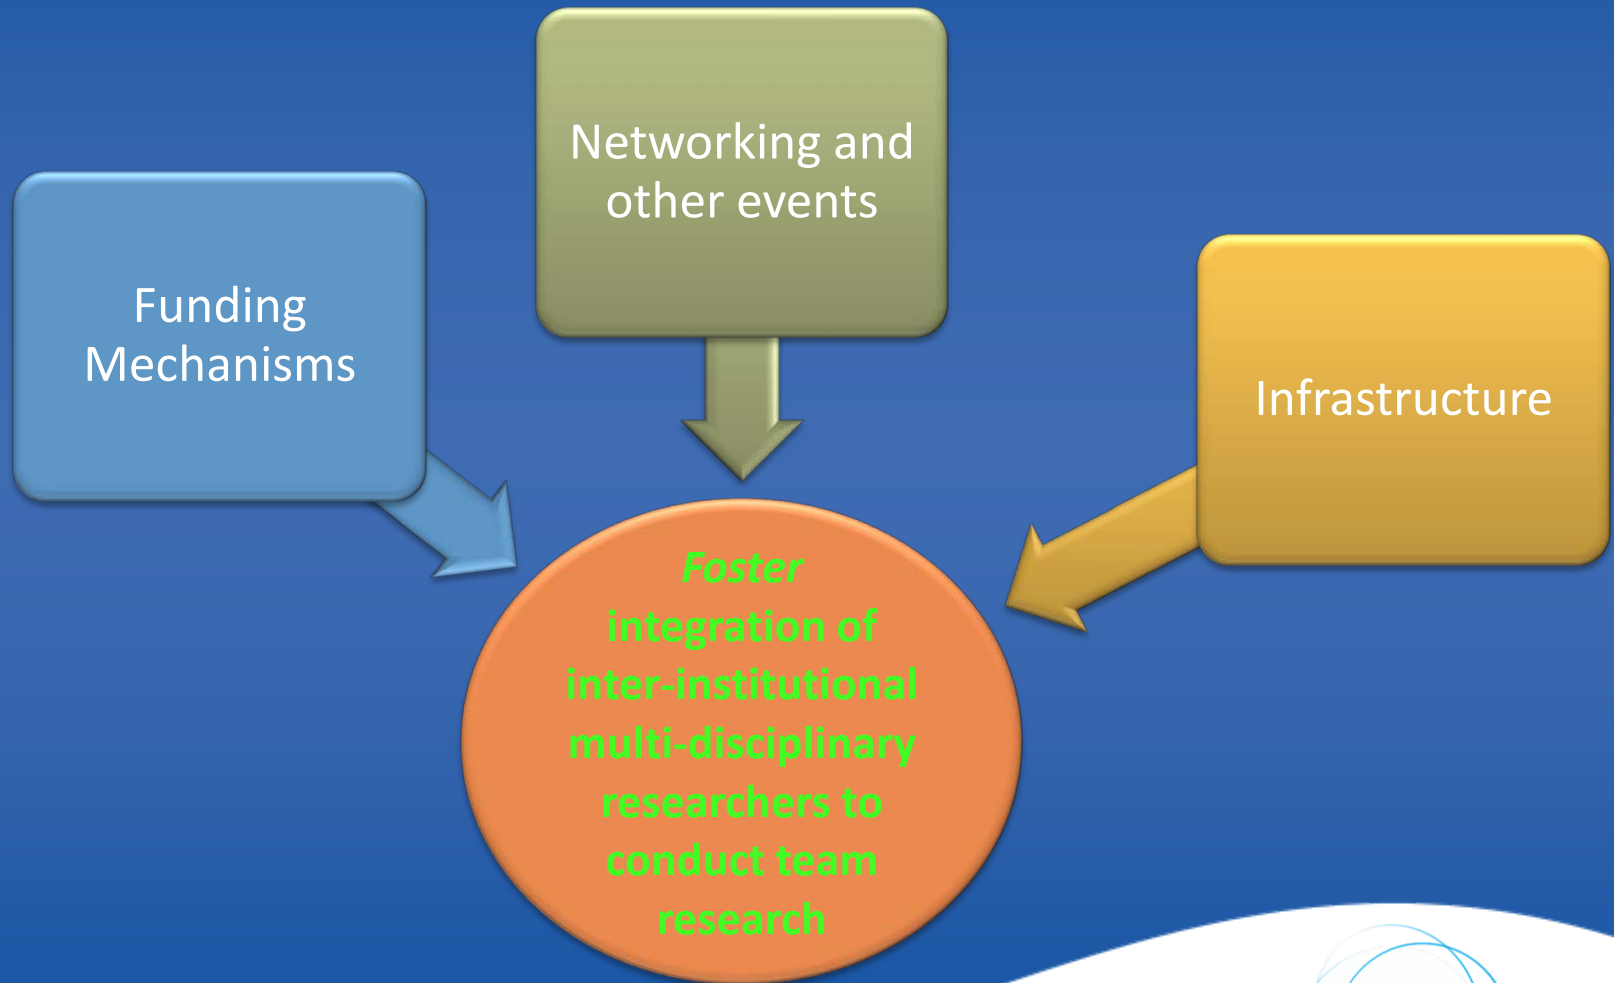 Networking and
other events
Funding
Mechanisms
Infrastructure
Foster
integration of
inter-institutional
multi-disciplinary
researchers to
conduct team
research